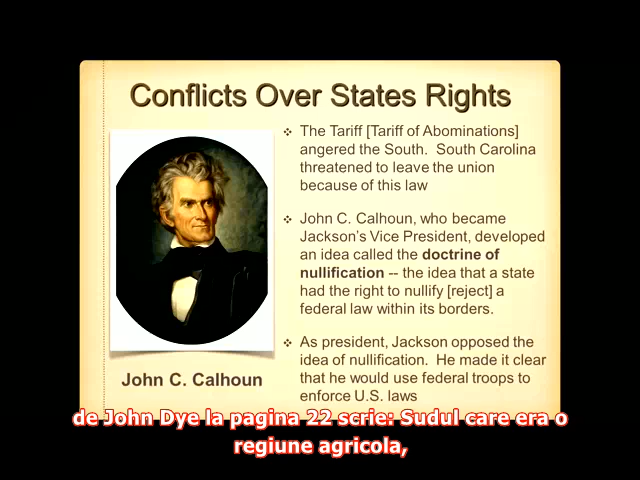 Conflicts Over States Rights
❖ The Tariff [Tariff of Abominations]
angered the South. South Carolina
threatened to leave the union
because of this law
❖ John C. Calhoun, who became
Jackson's Vice President, developed
an idea called the doctrine of
nullification -- the idea that a state
had the right to nullify [reject] a
federal law within its borders.
❖ As president, Jackson opposed the
idea of nullification. He made it clear
that he would use federal troops to
enforce U.S. laws
John C. Calhoun
de John Dye la pagina 22 scrie: Sudul care era o
regiune agricola,